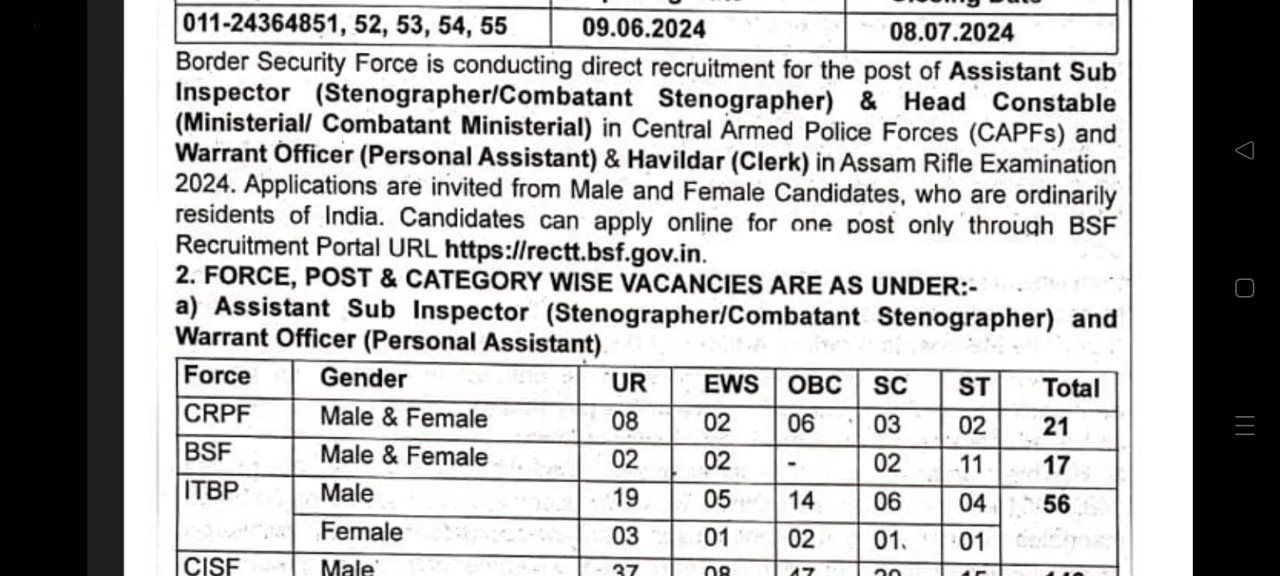 011-24364851, 52, 53, 54, 55 09.06.2024 08.07.2024
Border Security Force is conducting direct recruitment for the post of Assistant Sub
Inspector (Stenographer/Combatant Stenographer) & Head Constable
(Ministerial/ Combatant Ministerial) in Central Armed Police Forces (CAPFs) and
Warrant Officer (Personal Assistant) & Havildar (Clerk) in Assam Rifle Examination
2024. Applications are invited from Male and Female Candidates, who are ordinarily
residents of India. Candidates can apply online for one post only through BSF
Recruitment Portal URL https://rectt.bsf.gov.in.
2. FORCE, POST & CATEGORY WISE VACANCIES ARE AS UNDER:-
a) Assistant Sub Inspector (Stenographer/Combatant Stenographer) and
Warrant Officer (Personal Assistant)
Force Gender UR EWS OBC SC ST Total
CRPF Male & Female 08 02 06 03 02 21
BSF Male & Female 02 02 - 02 11 17
ITBP Male 19 05 14 06 04 56
Female 03 01 02 01 01
CISF Male 37 08 47